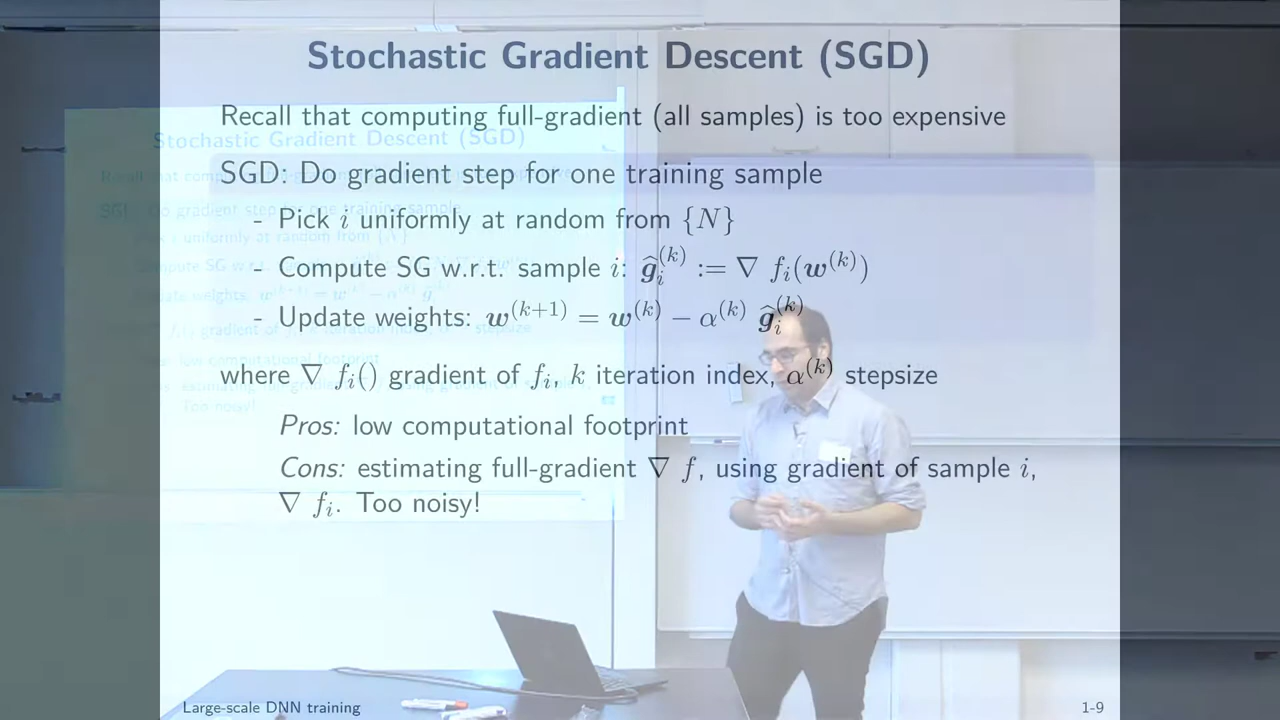 Stochastic Gradient Descent (SGD)
Recall that computing full-gradient (all samples) is too expensive
SGD: Do gradient step for one training sample
- Pick i uniformly at random from {N}
- Compute SG w.r.t. sample i: ĝ_i^(k) := ∇ f_i(w^(k))
- Update weights: w^(k+1) = w^(k) − α^(k) ĝ_i^(k)
where ∇ f_i() gradient of f_i, k iteration index, α^(k) stepsize
Pros: low computational footprint
Cons: estimating full-gradient ∇ f, using gradient of sample i,
∇ f_i. Too noisy!
Large-scale DNN training
1-9